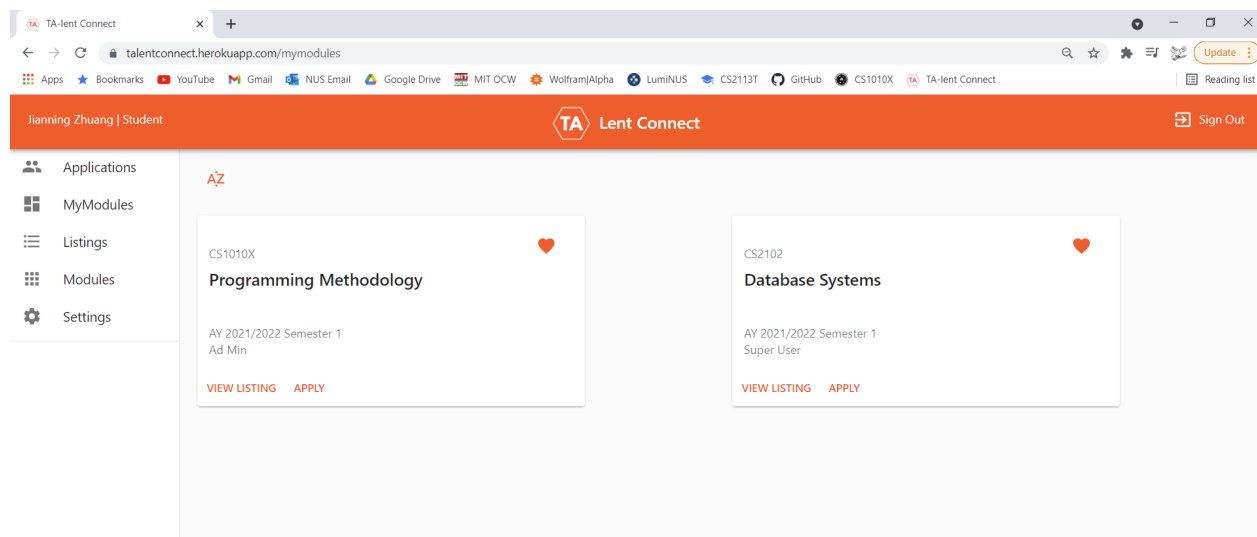 TA TA-lent Connect
talentconnect.herokuapp.com/mymodules Update
Apps Bookmarks YouTube Gmail NUS Email Google Drive MIT OCW Wolfram|Alpha LumiNUS CS2113T GitHub CS1010X TA TA-lent Connect Reading list
Jianning Zhuang | Student TA Lent Connect Sign Out
Applications
MyModules
Listings
Modules
Settings
AZ
CS1010X
Programming Methodology
AY 2021/2022 Semester 1
Ad Min
VIEW LISTING APPLY
CS2102
Database Systems
AY 2021/2022 Semester 1
Super User
VIEW LISTING APPLY